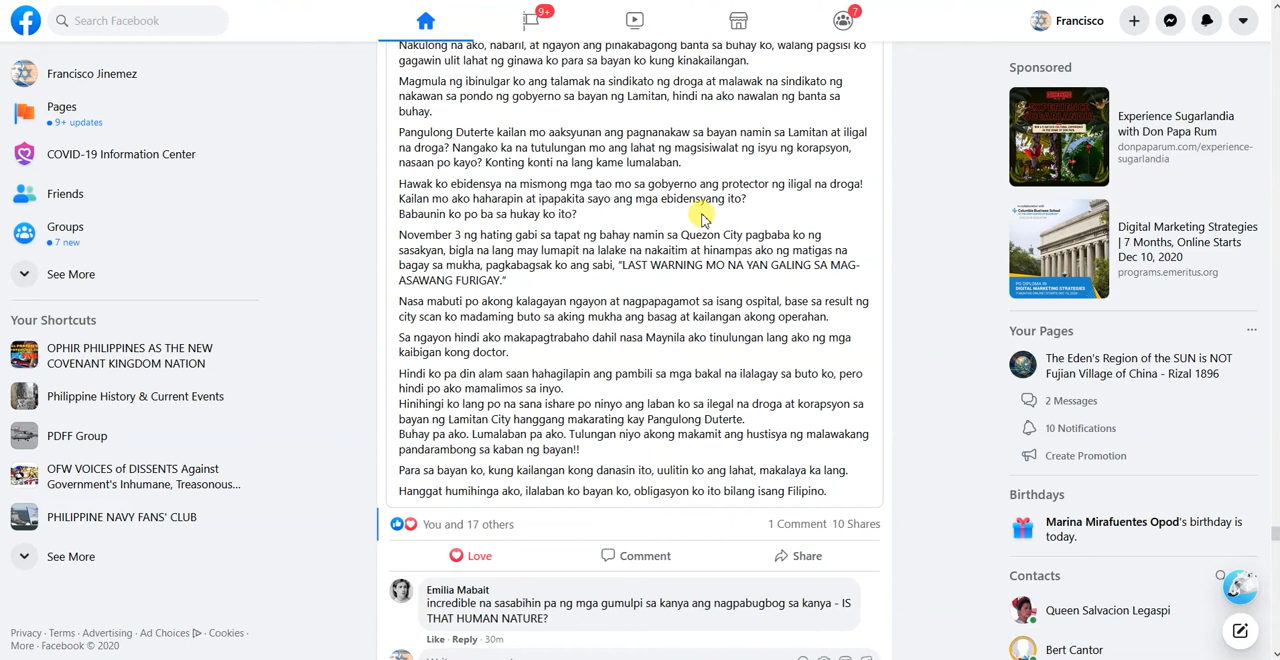 Search Facebook
9+
7
Francisco
Francisco Jinemez
Pages
9+ updates
COVID-19 Information Center
Friends
Groups
7 new
See More
Your Shortcuts
OPHIR PHILIPPINES AS THE NEW
COVENANT KINGDOM NATION
Philippine History & Current Events
PDFF Group
OFW VOICES of DISSENTS Against
Government's Inhumane, Treasonous...
PHILIPPINE NAVY FANS' CLUB
See More
Privacy · Terms · Advertising · Ad Choices · Cookies ·
More · Facebook © 2020
Nakulong na ako, nabaril, at ngayon ang pinakabagong banta sa buhay ko, walang pagsisi ko
gagawin ulit lahat ng ginawa ko para sa bayan ko kung kinakailangan.
Magmula ng ibinulgar ko ang talamak na sindikato ng droga at malawak na sindikato ng
nakawan sa pondo ng gobyerno sa bayan ng Lamitan, hindi na ako nawalan ng banta sa
buhay.
Pangulong Duterte kailan mo aaksyunan ang pagnanakaw sa bayan namin sa Lamitan at iligal
na droga? Nangako ka na tutulungan mo ang lahat ng magsisiwalat ng isyu ng korapsyon,
nasaan po kayo? Konting konti na lang kame lumalaban.
Hawak ko ebidensya na mismong mga tao mo sa gobyerno ang protector ng iligal na droga!
Kailan mo ako haharapin at ipapakita sayo ang mga ebidensyang ito?
Babaunin ko po ba sa hukay ko ito?
November 3 ng hating gabi sa tapat ng bahay namin sa Quezon City pagbaba ko ng
sasakyan, bigla na lang may lumapit na lalake na nakaitim at hinampas ako ng matigas na
bagay sa mukha, pagkabagsak ko ang sabi, "LAST WARNING MO NA YAN GALING SA MAG-
ASAWANG FURIGAY."
Nasa mabuti po akong kalagayan ngayon at nagpapagamot sa isang ospital, base sa result ng
city scan ko madaming buto sa aking mukha ang basag at kailangan akong operahan.
Sa ngayon hindi ako makapagtrabaho dahil nasa Maynila ako tinulungan lang ako ng mga
kaibigan kong doctor.
Hindi ko pa din alam saan hahagilapin ang pambili sa mga bakal na ilalagay sa buto ko, pero
hindi po ako mamalimos sa inyo.
Hinihingi ko lang po na sana ishare po ninyo ang laban ko sa ilegal na droga at korapsyon sa
bayan ng Lamitan City hanggang makarating kay Pangulong Duterte.
Buhay pa ako. Lumalaban pa ako. Tulungan niyo akong makamit ang hustisya ng malawakang
pandarambong sa kaban ng bayan!!
Para sa bayan ko, kung kailangan kong danasin ito, uulitin ko ang lahat, makalaya ka lang.
Hanggat humihinga ako, ilalaban ko bayan ko, obligasyon ko ito bilang isang Filipino.
You and 17 others
1 Comment 10 Shares
Love
Comment
Share
Emilia Mabait
incredible na sasabihin pa ng mga gumulpi sa kanya ang nagpabugbog sa kanya - IS
THAT HUMAN NATURE?
Like · Reply · 30m
Sponsored
Experience Sugarlandia
with Don Papa Rum
donpaparum.com/experience-
sugarlandia
Digital Marketing Strategies
| 7 Months, Online Starts
Dec 10, 2020
programs.emeritus.org
Your Pages
The Eden's Region of the SUN is NOT
Fujian Village of China - Rizal 1896
2 Messages
10 Notifications
Create Promotion
Birthdays
Marina Mirafuentes Opod's birthday is
today.
Contacts
Queen Salvacion Legaspi
Bert Cantor